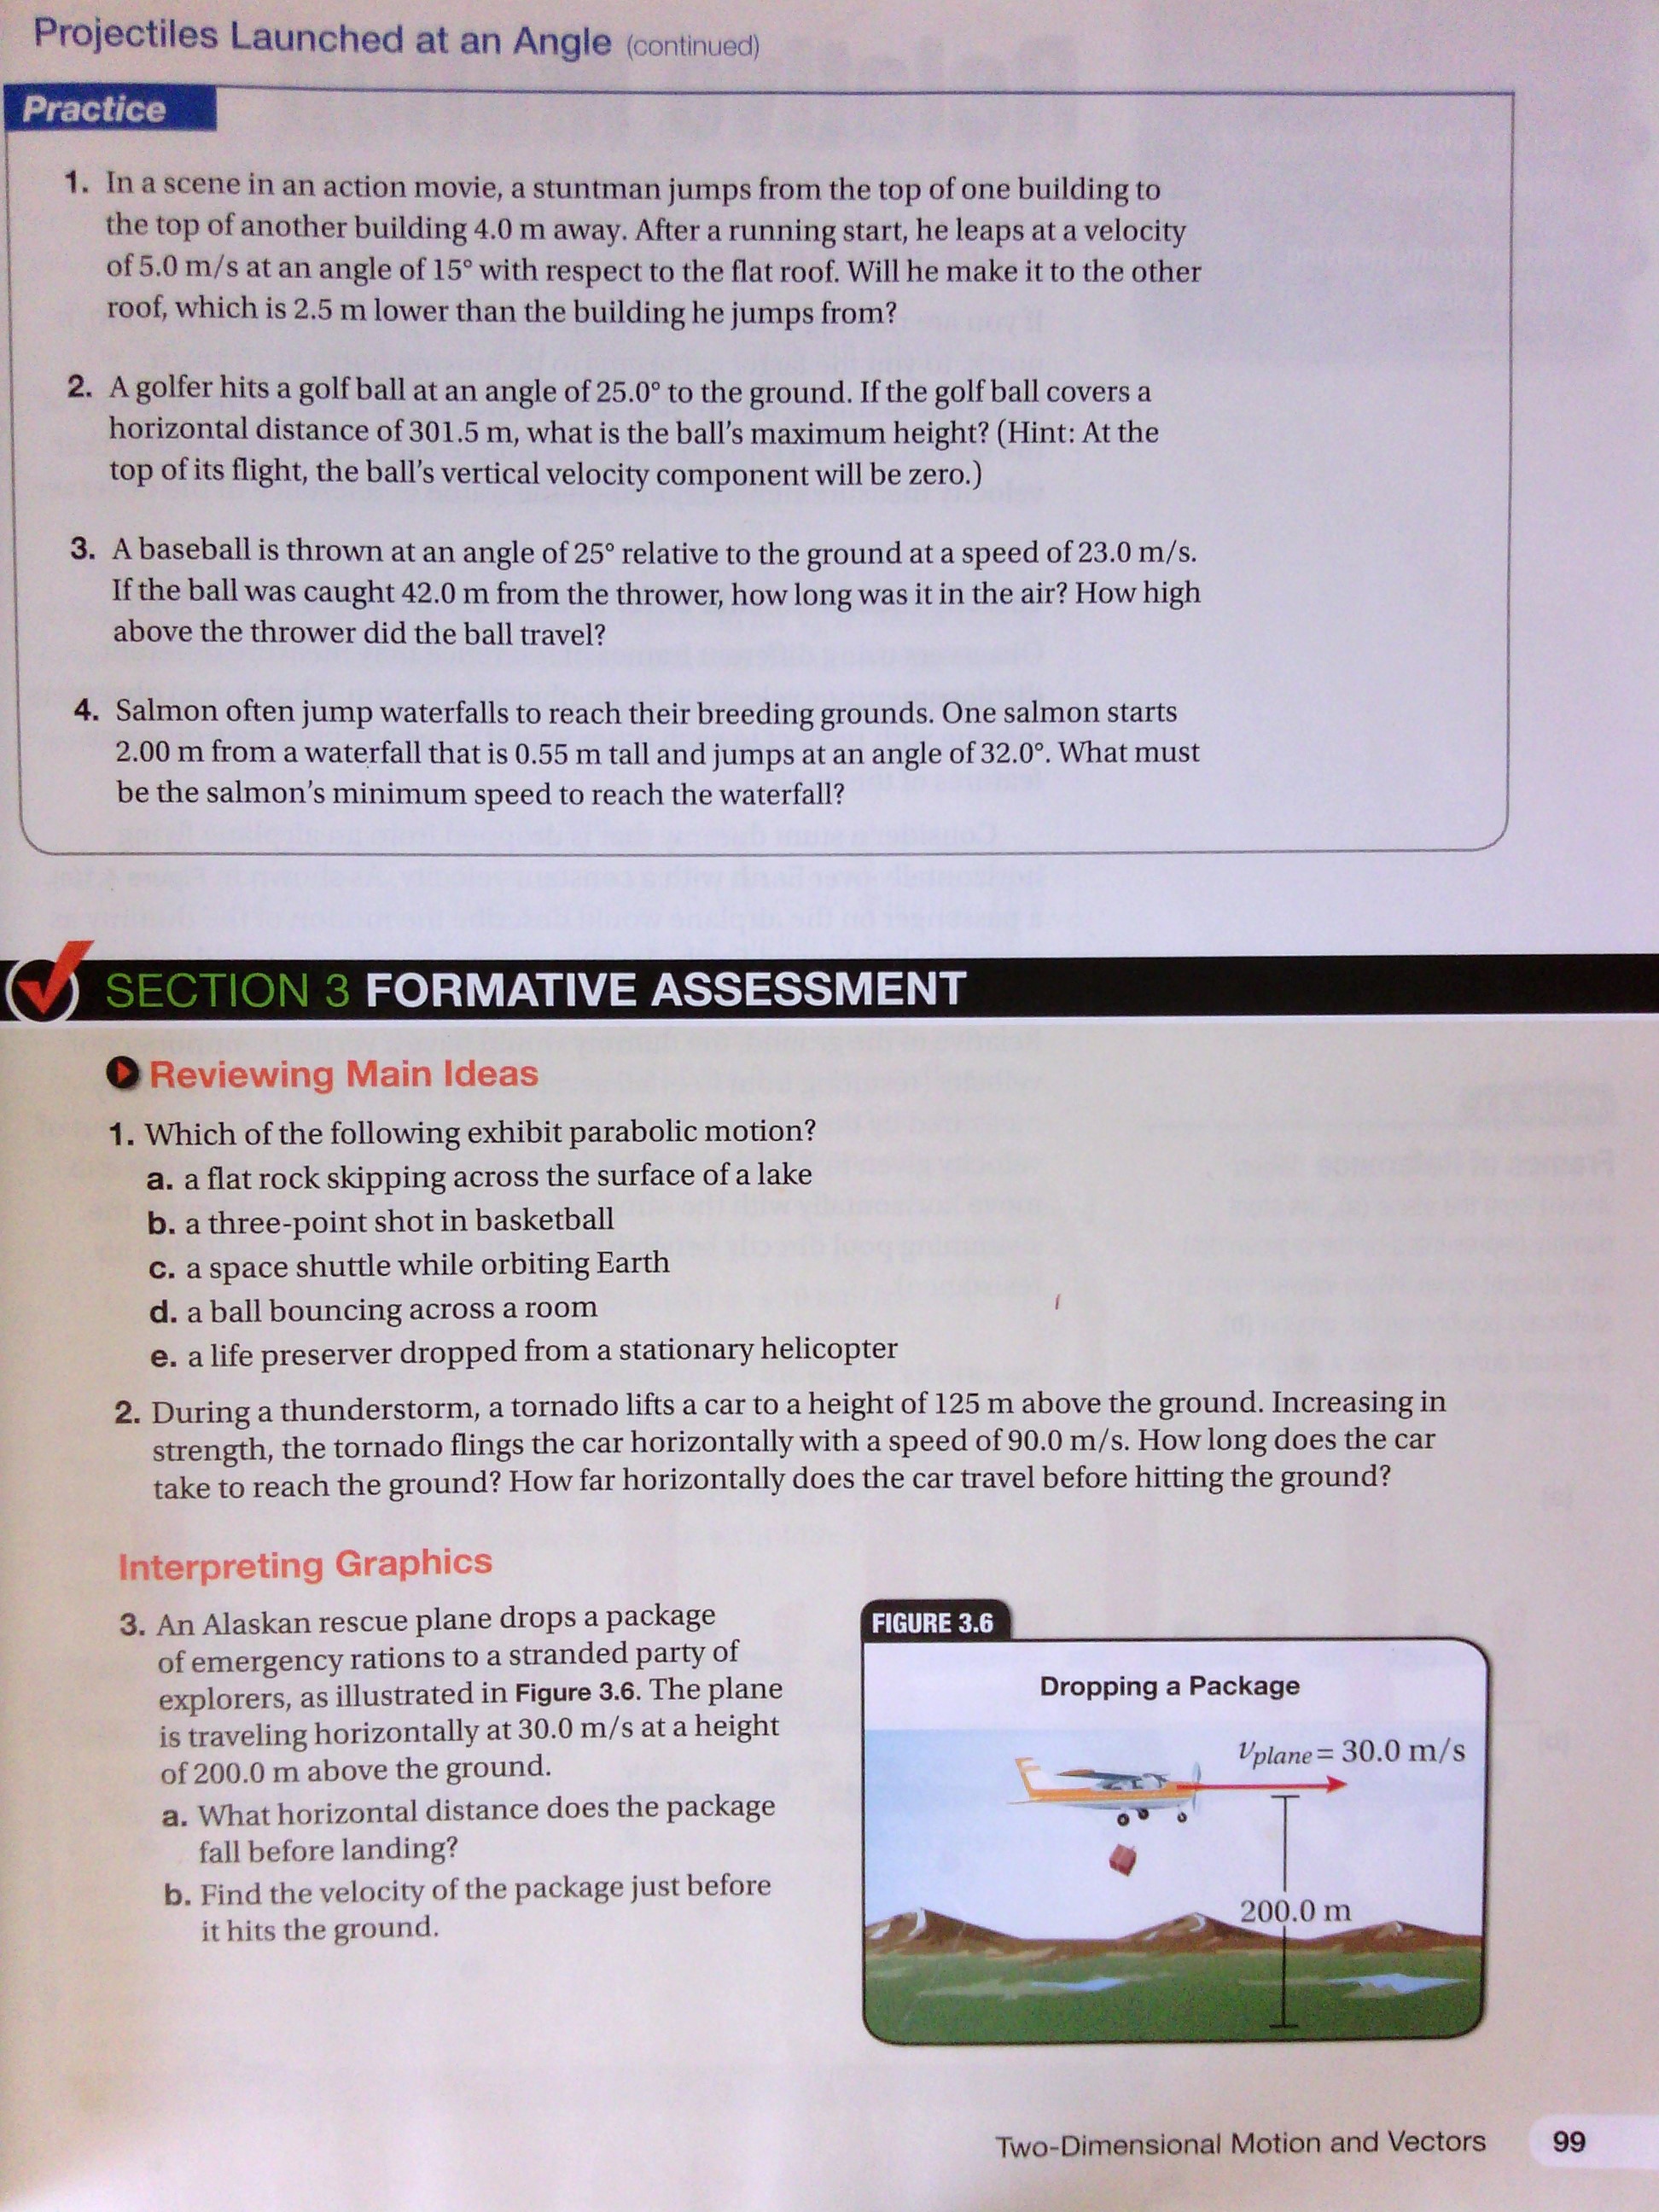 Projectiles Launched at an Angle (continued)
Practice
1. In a scene in an action movie, a stuntman jumps from the top of one building to
the top of another building 4.0 m away. After a running start, he leaps at a velocity
of 5.0 m/s at an angle of 15° with respect to the flat roof. Will he make it to the other
roof, which is 2.5 m lower than the building he jumps from?
2. A golfer hits a golf ball at an angle of 25.0° to the ground. If the golf ball covers a
horizontal distance of 301.5 m, what is the ball's maximum height? (Hint: At the
top of its flight, the ball's vertical velocity component will be zero.)
3. A baseball is thrown at an angle of 25° relative to the ground at a speed of 23.0 m/s.
If the ball was caught 42.0 m from the thrower, how long was it in the air? How high
above the thrower did the ball travel?
4. Salmon often jump waterfalls to reach their breeding grounds. One salmon starts
2.00 m from a waterfall that is 0.55 m tall and jumps at an angle of 32.0°. What must
be the salmon's minimum speed to reach the waterfall?
SECTION 3 FORMATIVE ASSESSMENT
Reviewing Main Ideas
1. Which of the following exhibit parabolic motion?
a. a flat rock skipping across the surface of a lake
b. a three-point shot in basketball
c. a space shuttle while orbiting Earth
d. a ball bouncing across a room
e. a life preserver dropped from a stationary helicopter
2. During a thunderstorm, a tornado lifts a car to a height of 125 m above the ground. Increasing in
strength, the tornado flings the car horizontally with a speed of 90.0 m/s. How long does the car
take to reach the ground? How far horizontally does the car travel before hitting the ground?
Interpreting Graphics
3. An Alaskan rescue plane drops a package
of emergency rations to a stranded party of
explorers, as illustrated in Figure 3.6. The plane
is traveling horizontally at 30.0 m/s at a height
of 200.0 m above the ground.
a. What horizontal distance does the package
fall before landing?
b. Find the velocity of the package just before
it hits the ground.
FIGURE 3.6
Dropping a Package
vplane = 30.0 m/s
200.0 m
Two-Dimensional Motion and Vectors 99